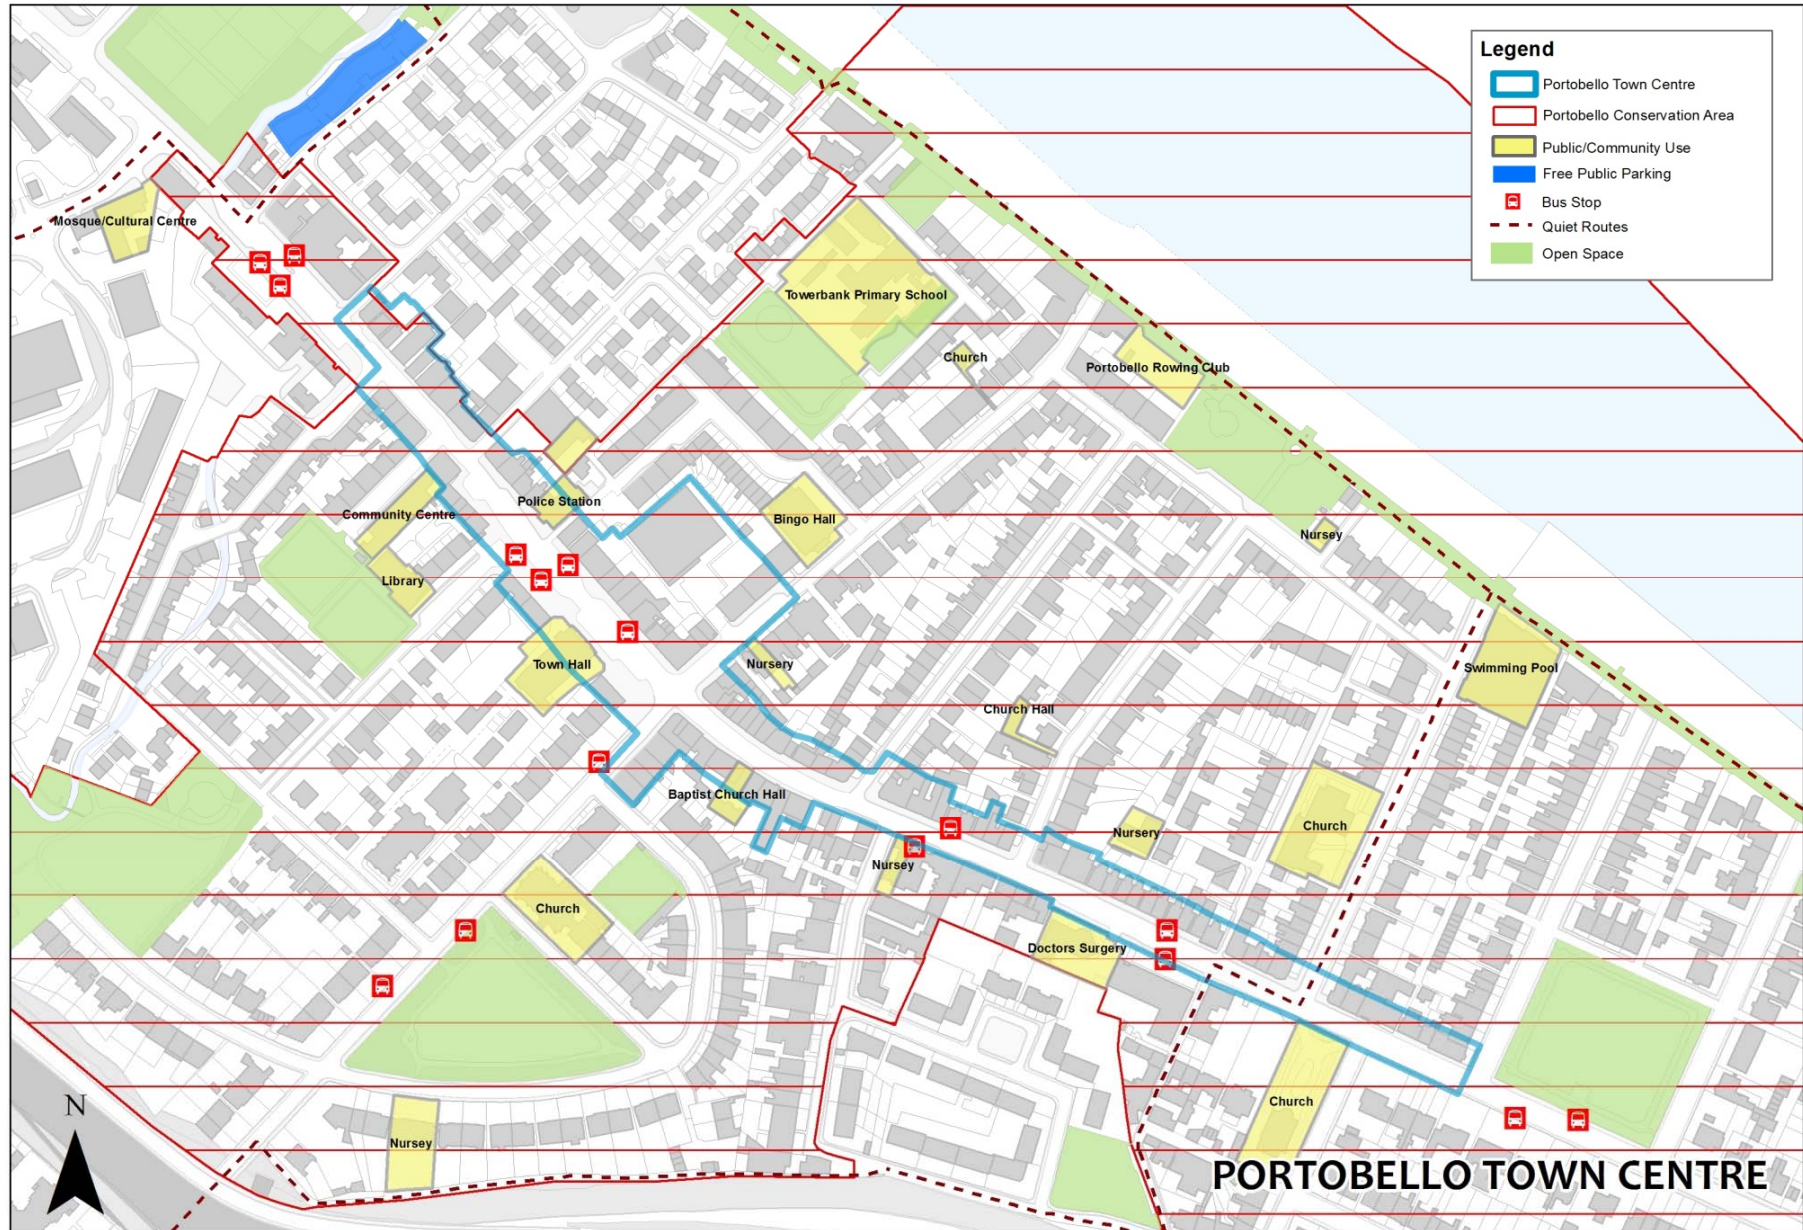 Legend
Portobello Town Centre
Portobello Conservation Area
Public/Community Use
Free Public Parking
Bus Stop
Quiet Routes
Open Space
Mosque/Cultural Centre
Towerbank Primary School
Church
Portobello Rowing Club
Police Station
Community Centre
Bingo Hall
Nursey
Library
Town Hall
Nursery
Swimming Pool
Church Hall
Baptist Church Hall
Nursery
Church
Nursey
Church
Doctors Surgery
Church
Nursey
N
PORTOBELLO TOWN CENTRE